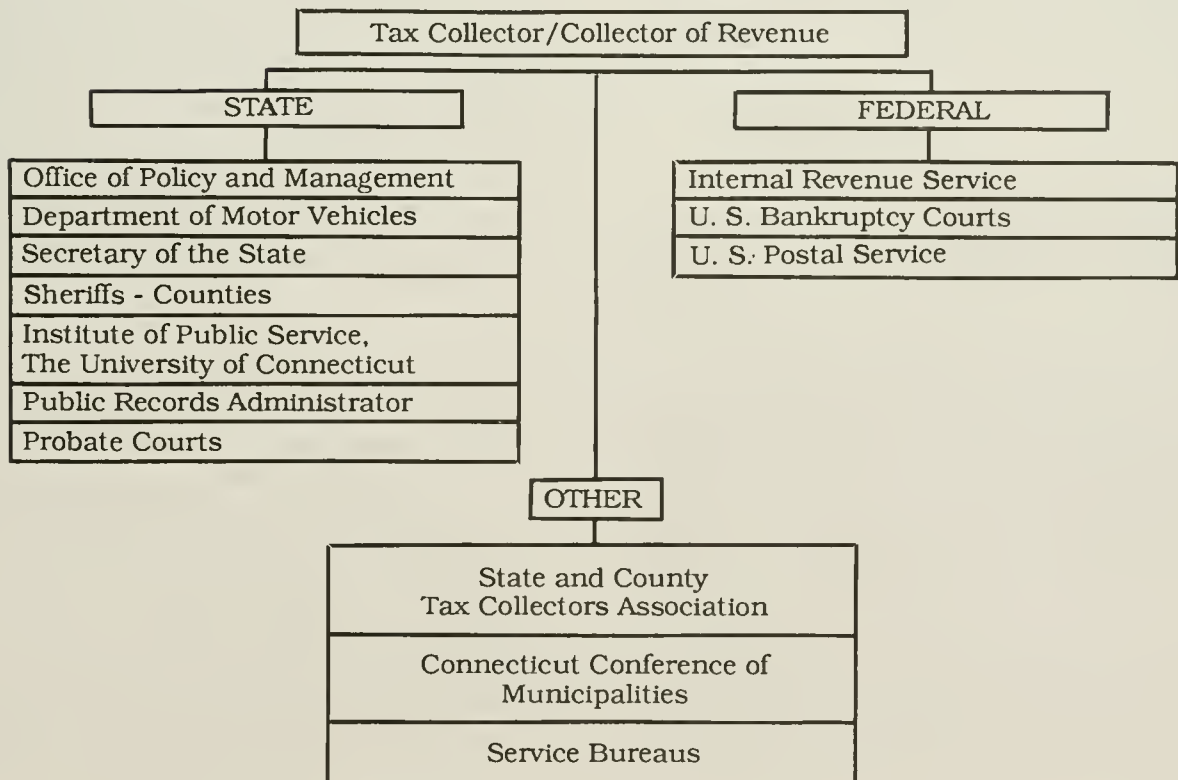 Tax Collector/Collector of Revenue
STATE
Office of Policy and Management
Department of Motor Vehicles
Secretary of the State
Sheriffs - Counties
Institute of Public Service,
The University of Connecticut
Public Records Administrator
Probate Courts
FEDERAL
Internal Revenue Service
U. S. Bankruptcy Courts
U. S. Postal Service
OTHER
State and County
Tax Collectors Association
Connecticut Conference of
Municipalities
Service Bureaus